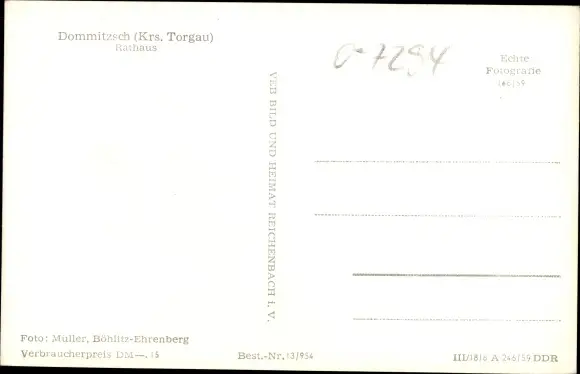 Dommitzsch (Krs. Torgau)
Rathaus
O-7294
Echte
Fotografie
VEB BILD UND HEIMAT REICHENBACH i. V.
Foto: Müller, Böhlitz-Ehrenberg
Verbraucherpreis DM —.15
Best.-Nr. 13/954
III/18/6 A 246/59 DDR